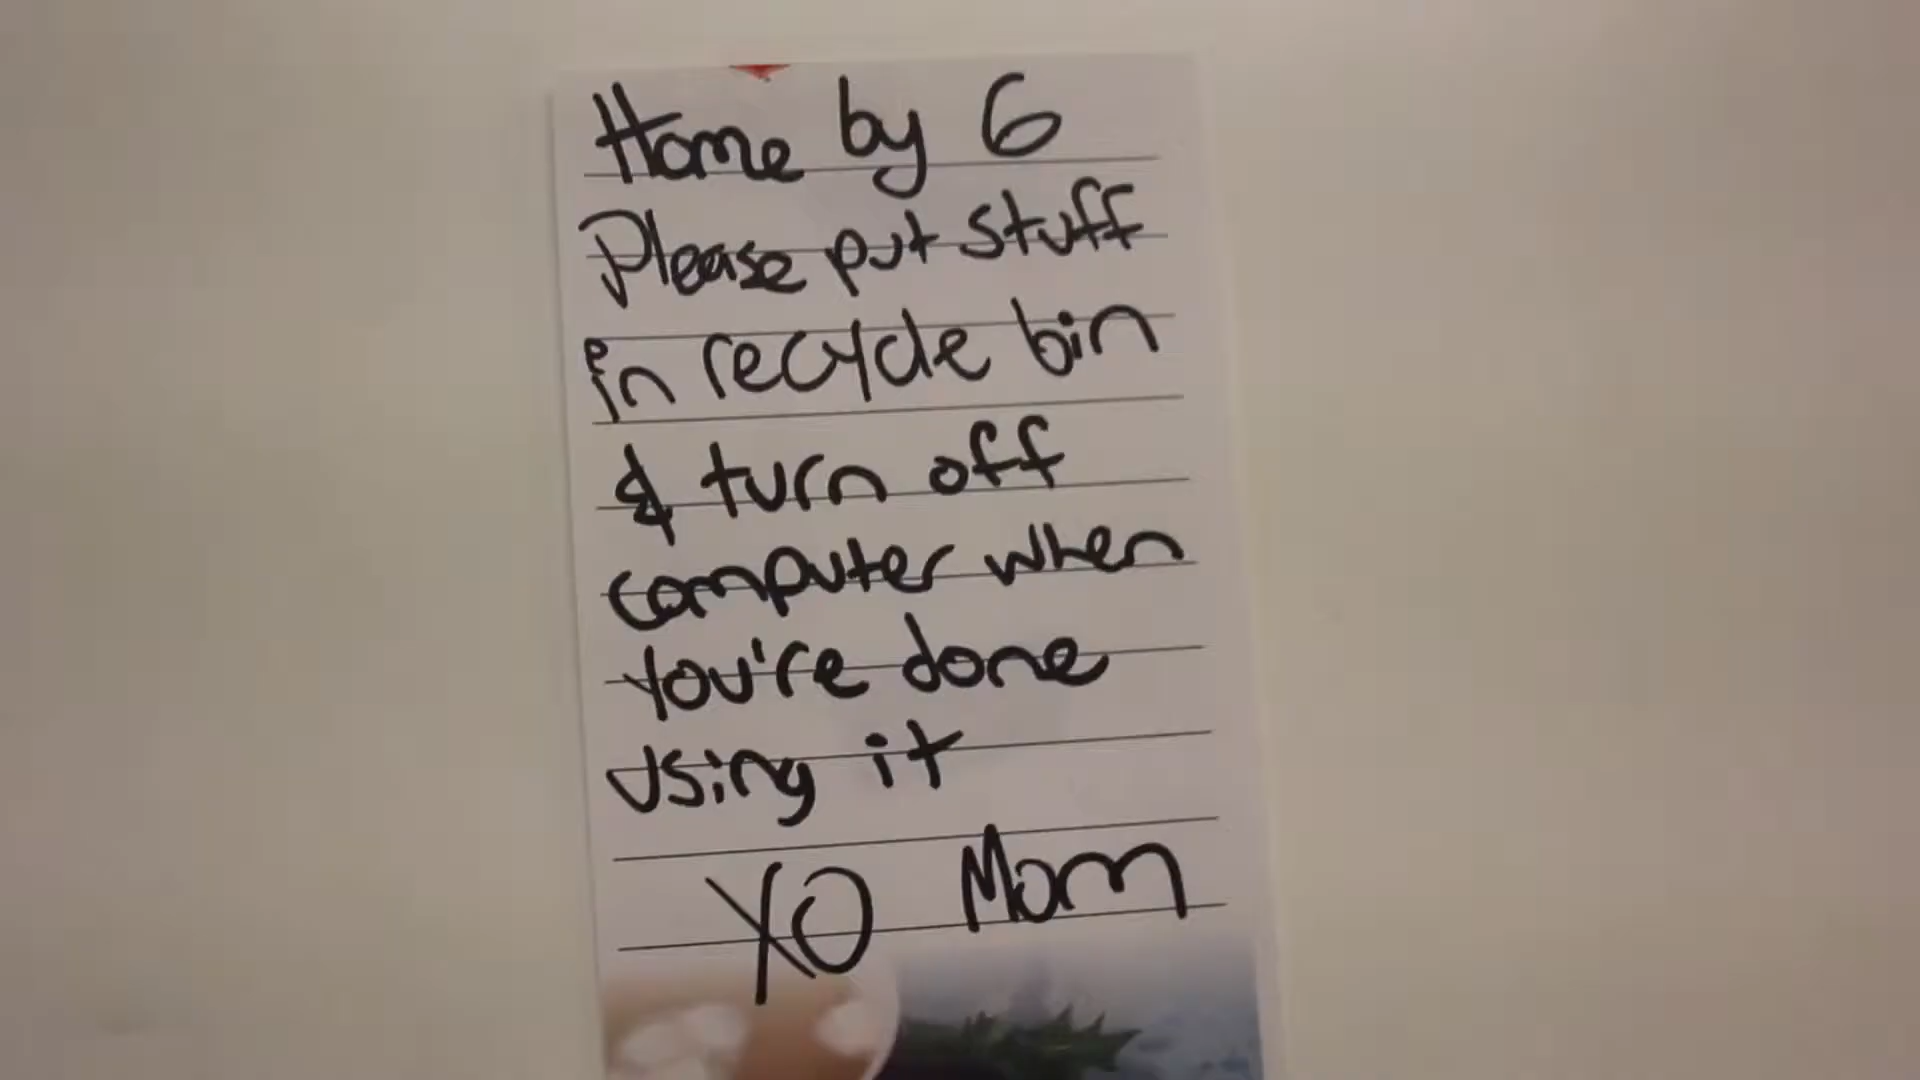 Home by 6
Please put stuff
in recycle bin
& turn off
computer when
You're done
using it
XO Mom